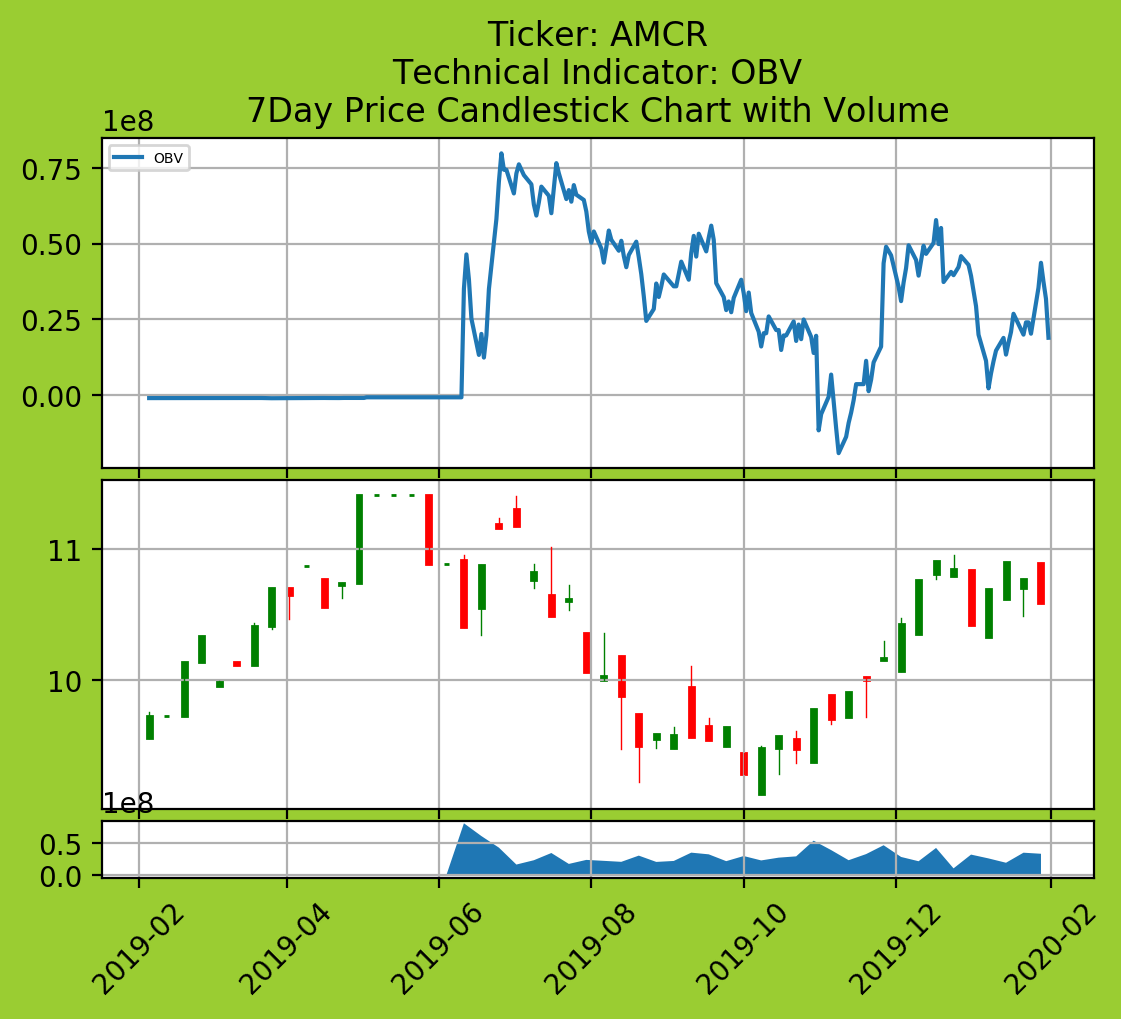 Ticker: AMCR
Technical Indicator: OBV
7Day Price Candlestick Chart with Volume
1e8
OBV
0.75
0.50
0.25
0.00
11
10
1e8
0.5
0.0
2019-02
2019-04
2019-06
2019-08
2019-10
2019-12
2020-02